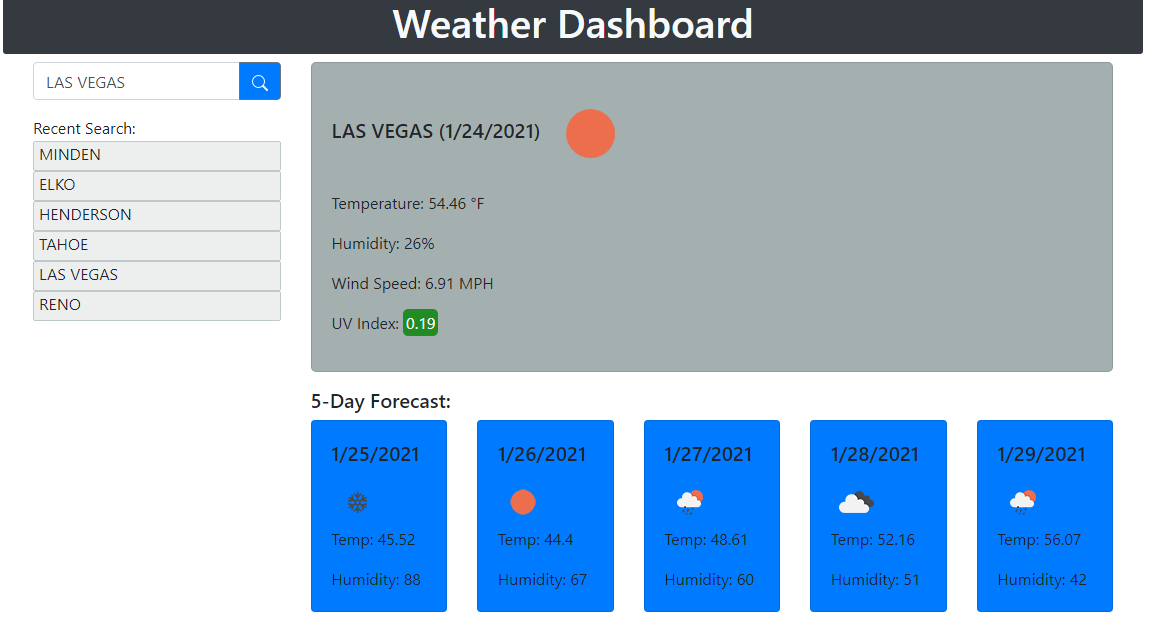 Weather Dashboard
LAS VEGAS
Recent Search:
MINDEN
ELKO
HENDERSON
TAHOE
LAS VEGAS
RENO
LAS VEGAS (1/24/2021)
Temperature: 54.46 °F
Humidity: 26%
Wind Speed: 6.91 MPH
UV Index: 0.19
5-Day Forecast:
1/25/2021
Temp: 45.52
Humidity: 88
1/26/2021
Temp: 44.4
Humidity: 67
1/27/2021
Temp: 48.61
Humidity: 60
1/28/2021
Temp: 52.16
Humidity: 51
1/29/2021
Temp: 56.07
Humidity: 42